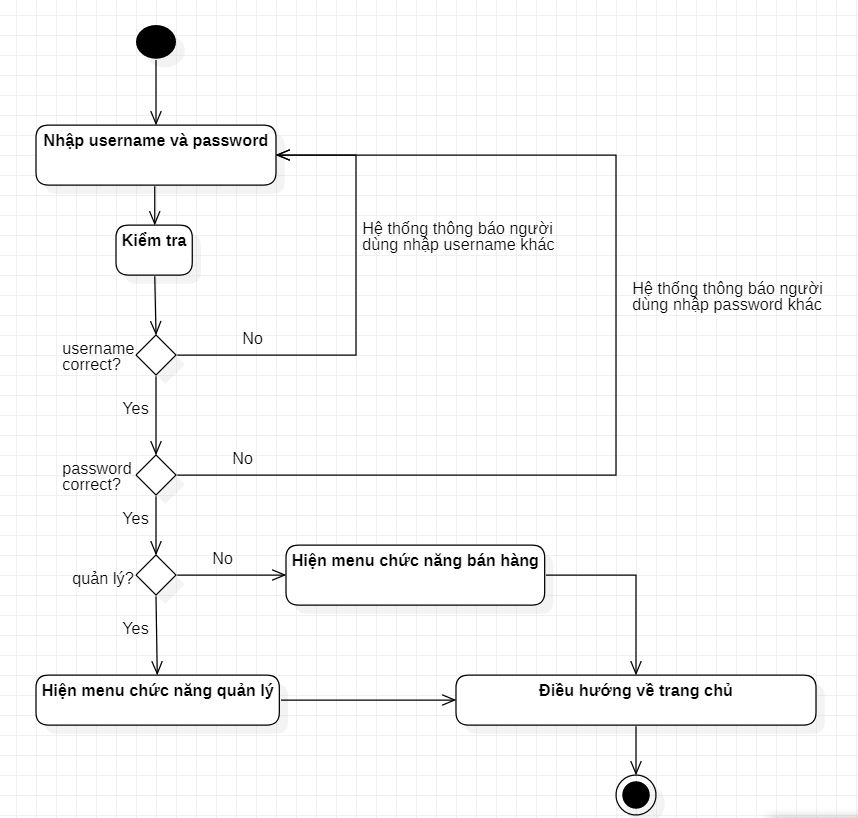 Nhập username và password
Hệ thống thông báo người
dùng nhập username khác
Kiểm tra
Hệ thống thông báo người
dùng nhập password khác
username
correct?
No
Yes
password
correct?
No
Yes
quản lý?
No
Hiện menu chức năng bán hàng
Yes
Hiện menu chức năng quản lý
Điều hướng về trang chủ